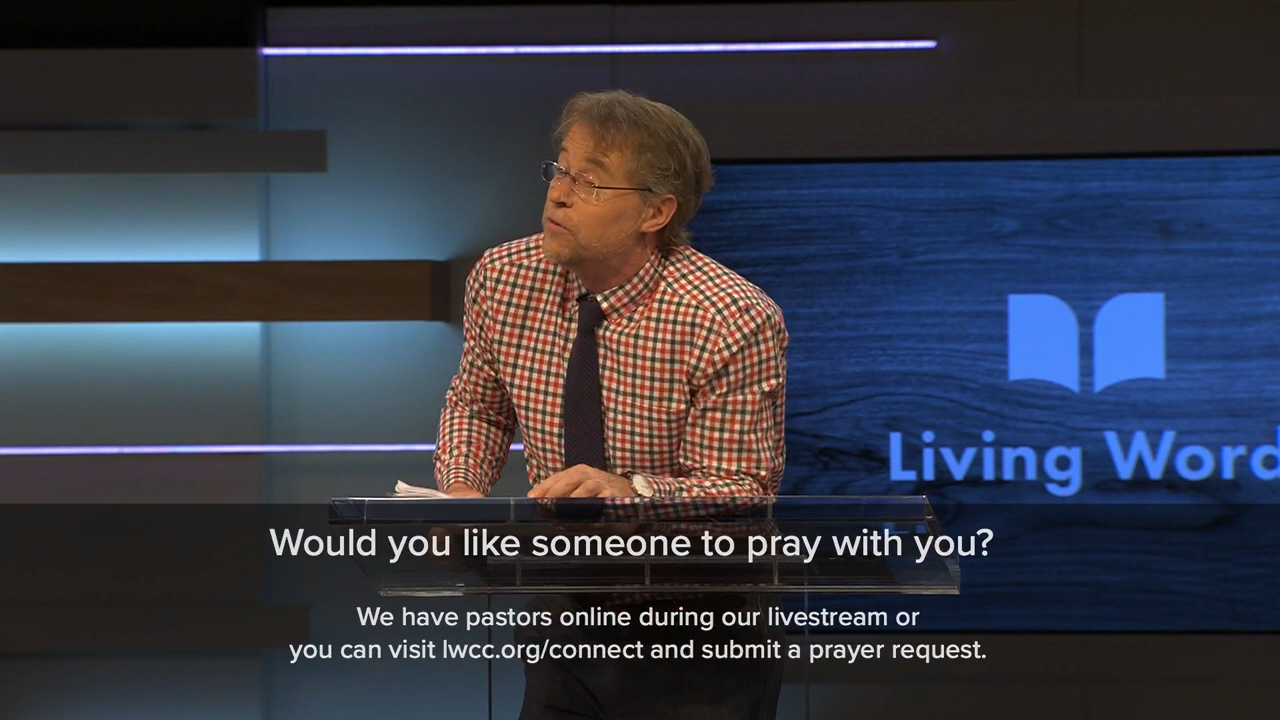 Living Word
Would you like someone to pray with you?
We have pastors online during our livestream or
you can visit lwcc.org/connect and submit a prayer request.